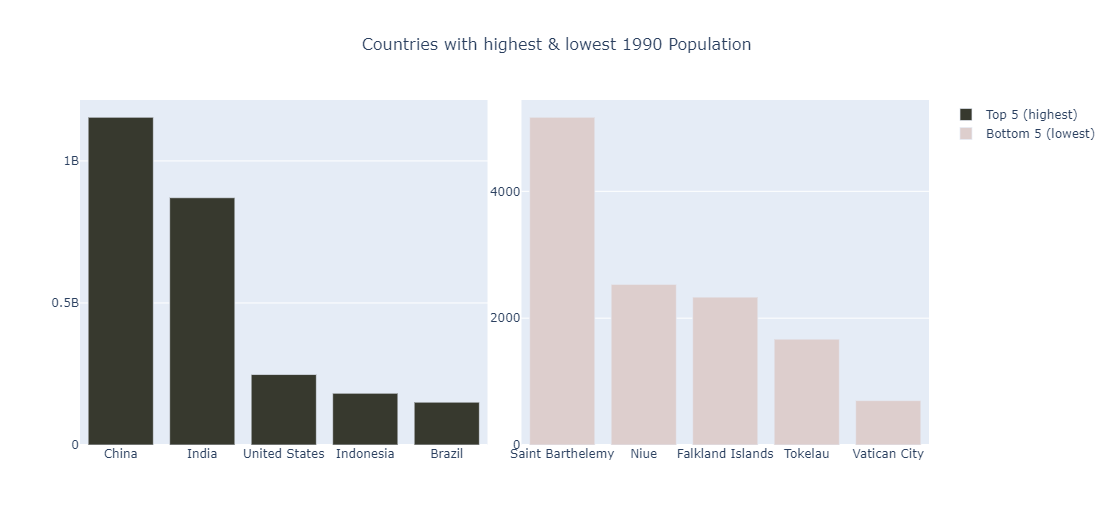 Countries with highest & lowest 1990 Population
1B
0.5B
0
China
India
United States
Indonesia
Brazil
4000
2000
0
Saint Barthelemy
Niue
Falkland Islands
Tokelau
Vatican City
Top 5 (highest)
Bottom 5 (lowest)